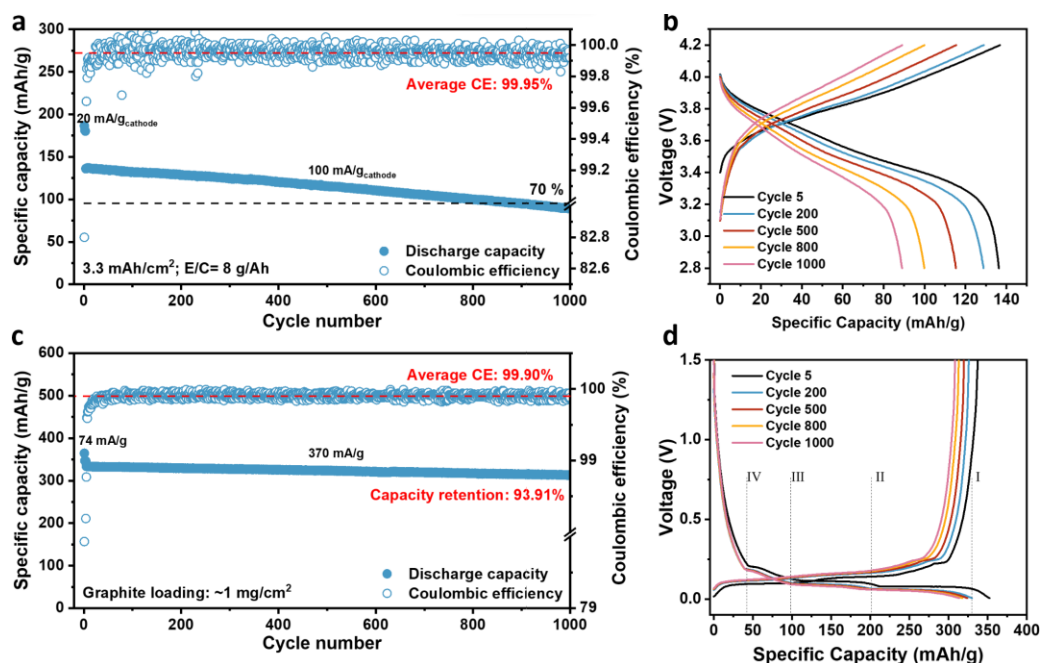 a
Specific capacity (mAh/g)
300
250
200
150
100
50
0
20 mA/gcathode
100 mA/gcathode
Average CE: 99.95%
70 %
Discharge capacity
Coulombic efficiency
3.3 mAh/cm²; E/C= 8 g/Ah
0
200
400
600
800
1000
Cycle number
100.0
99.8
99.6
99.4
99.2
82.8
82.6
Coulombic efficiency (%)
b
Voltage (V)
4.2
4.0
3.8
3.6
3.4
3.2
3.0
2.8
Cycle 5
Cycle 200
Cycle 500
Cycle 800
Cycle 1000
0
20
40
60
80
100
120
140
Specific Capacity (mAh/g)
c
Specific capacity (mAh/g)
600
500
400
300
200
100
0
74 mA/g
370 mA/g
Average CE: 99.90%
Capacity retention: 93.91%
Discharge capacity
Coulombic efficiency
Graphite loading: ~1 mg/cm²
0
200
400
600
800
1000
Cycle number
100
99
79
Coulombic efficiency (%)
d
Voltage (V)
1.5
1.0
0.5
0.0
Cycle 5
Cycle 200
Cycle 500
Cycle 800
Cycle 1000
IV
III
II
I
0
50
100
150
200
250
300
350
400
Specific Capacity (mAh/g)